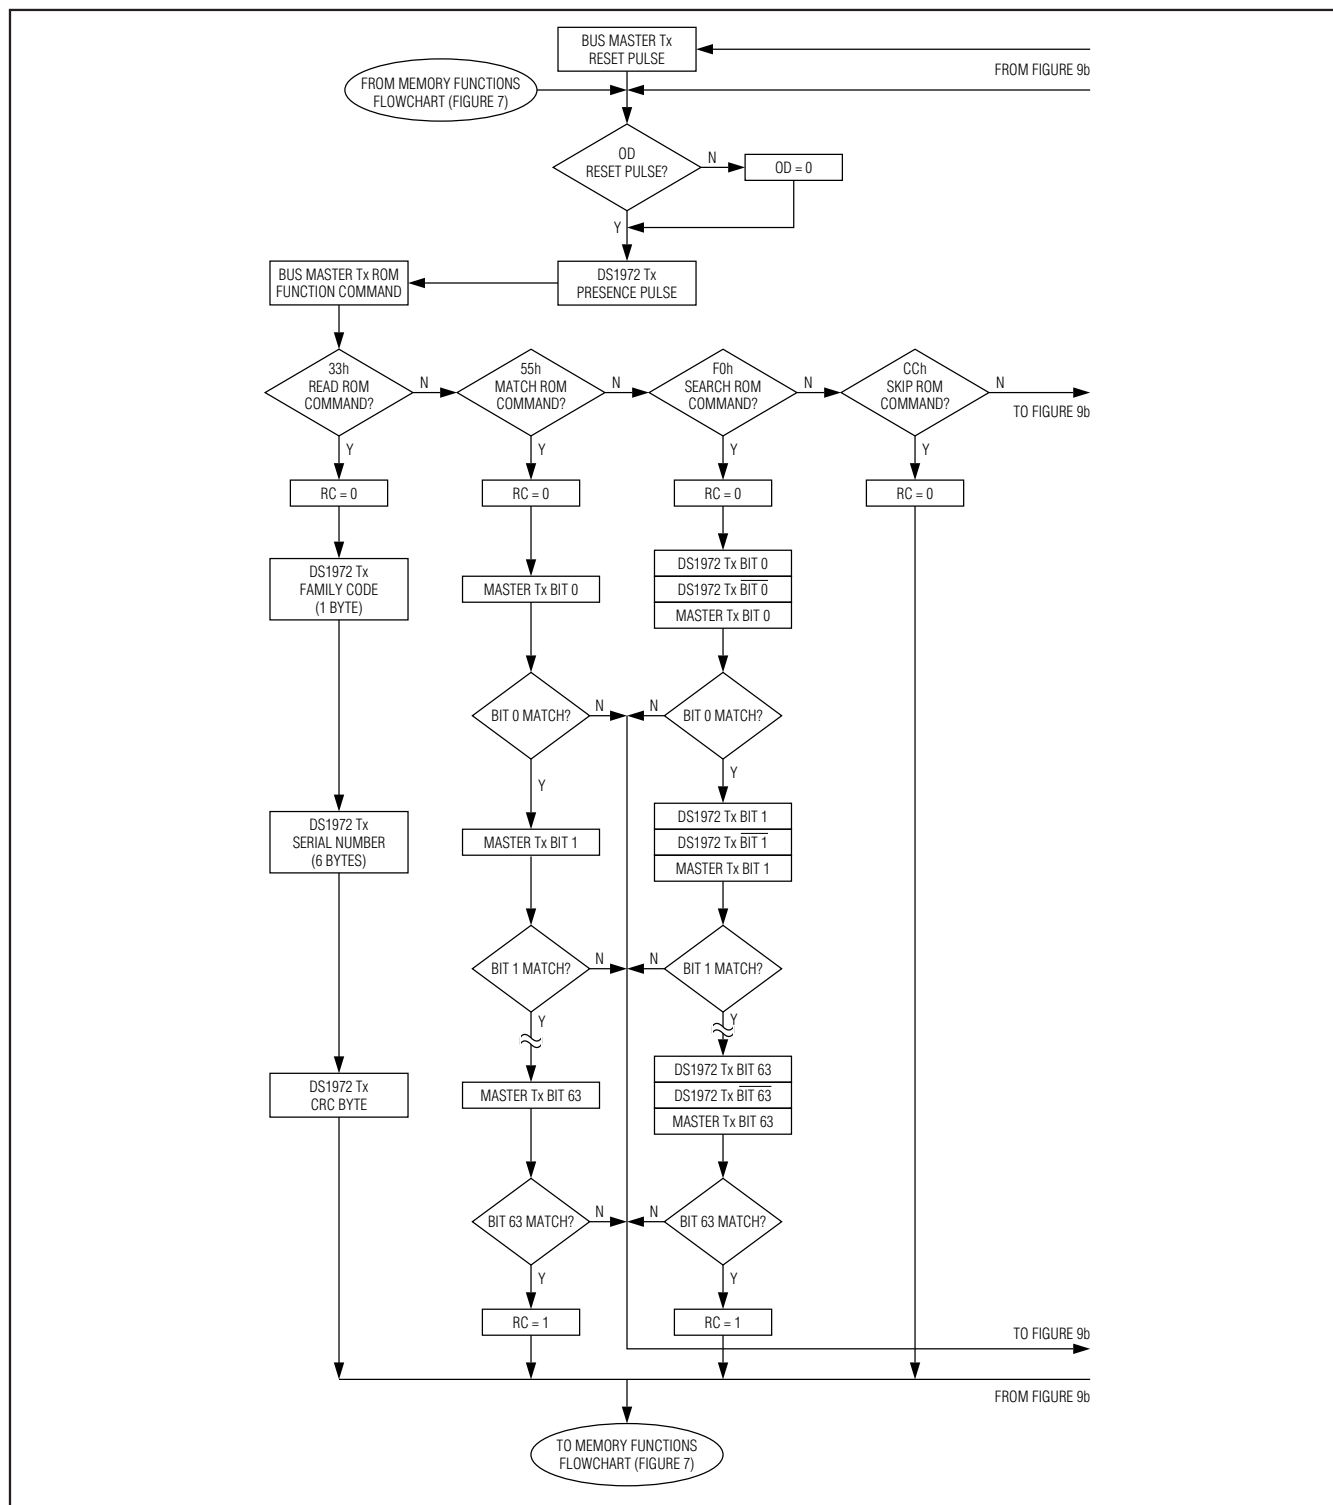 BUS MASTER Tx
RESET PULSE
FROM FIGURE 9b
FROM MEMORY FUNCTIONS
FLOWCHART (FIGURE 7)
OD
RESET PULSE?
N
OD = 0
Y
BUS MASTER Tx ROM
FUNCTION COMMAND
DS1972 Tx
PRESENCE PULSE
33h
READ ROM
COMMAND?
N
55h
MATCH ROM
COMMAND?
N
F0h
SEARCH ROM
COMMAND?
N
CCh
SKIP ROM
COMMAND?
N
TO FIGURE 9b
Y
Y
Y
Y
RC = 0
RC = 0
RC = 0
RC = 0
DS1972 Tx
FAMILY CODE
(1 BYTE)
MASTER Tx BIT 0
DS1972 Tx BIT 0
DS1972 Tx B̅I̅T̅ ̅0̅
MASTER Tx BIT 0
BIT 0 MATCH?
N
N
BIT 0 MATCH?
Y
Y
DS1972 Tx
SERIAL NUMBER
(6 BYTES)
MASTER Tx BIT 1
DS1972 Tx BIT 1
DS1972 Tx B̅I̅T̅ ̅1̅
MASTER Tx BIT 1
BIT 1 MATCH?
N
N
BIT 1 MATCH?
Y
Y
DS1972 Tx
CRC BYTE
MASTER Tx BIT 63
DS1972 Tx BIT 63
DS1972 Tx B̅I̅T̅ ̅6̅3̅
MASTER Tx BIT 63
BIT 63 MATCH?
N
N
BIT 63 MATCH?
Y
Y
RC = 1
RC = 1
TO FIGURE 9b
FROM FIGURE 9b
TO MEMORY FUNCTIONS
FLOWCHART (FIGURE 7)